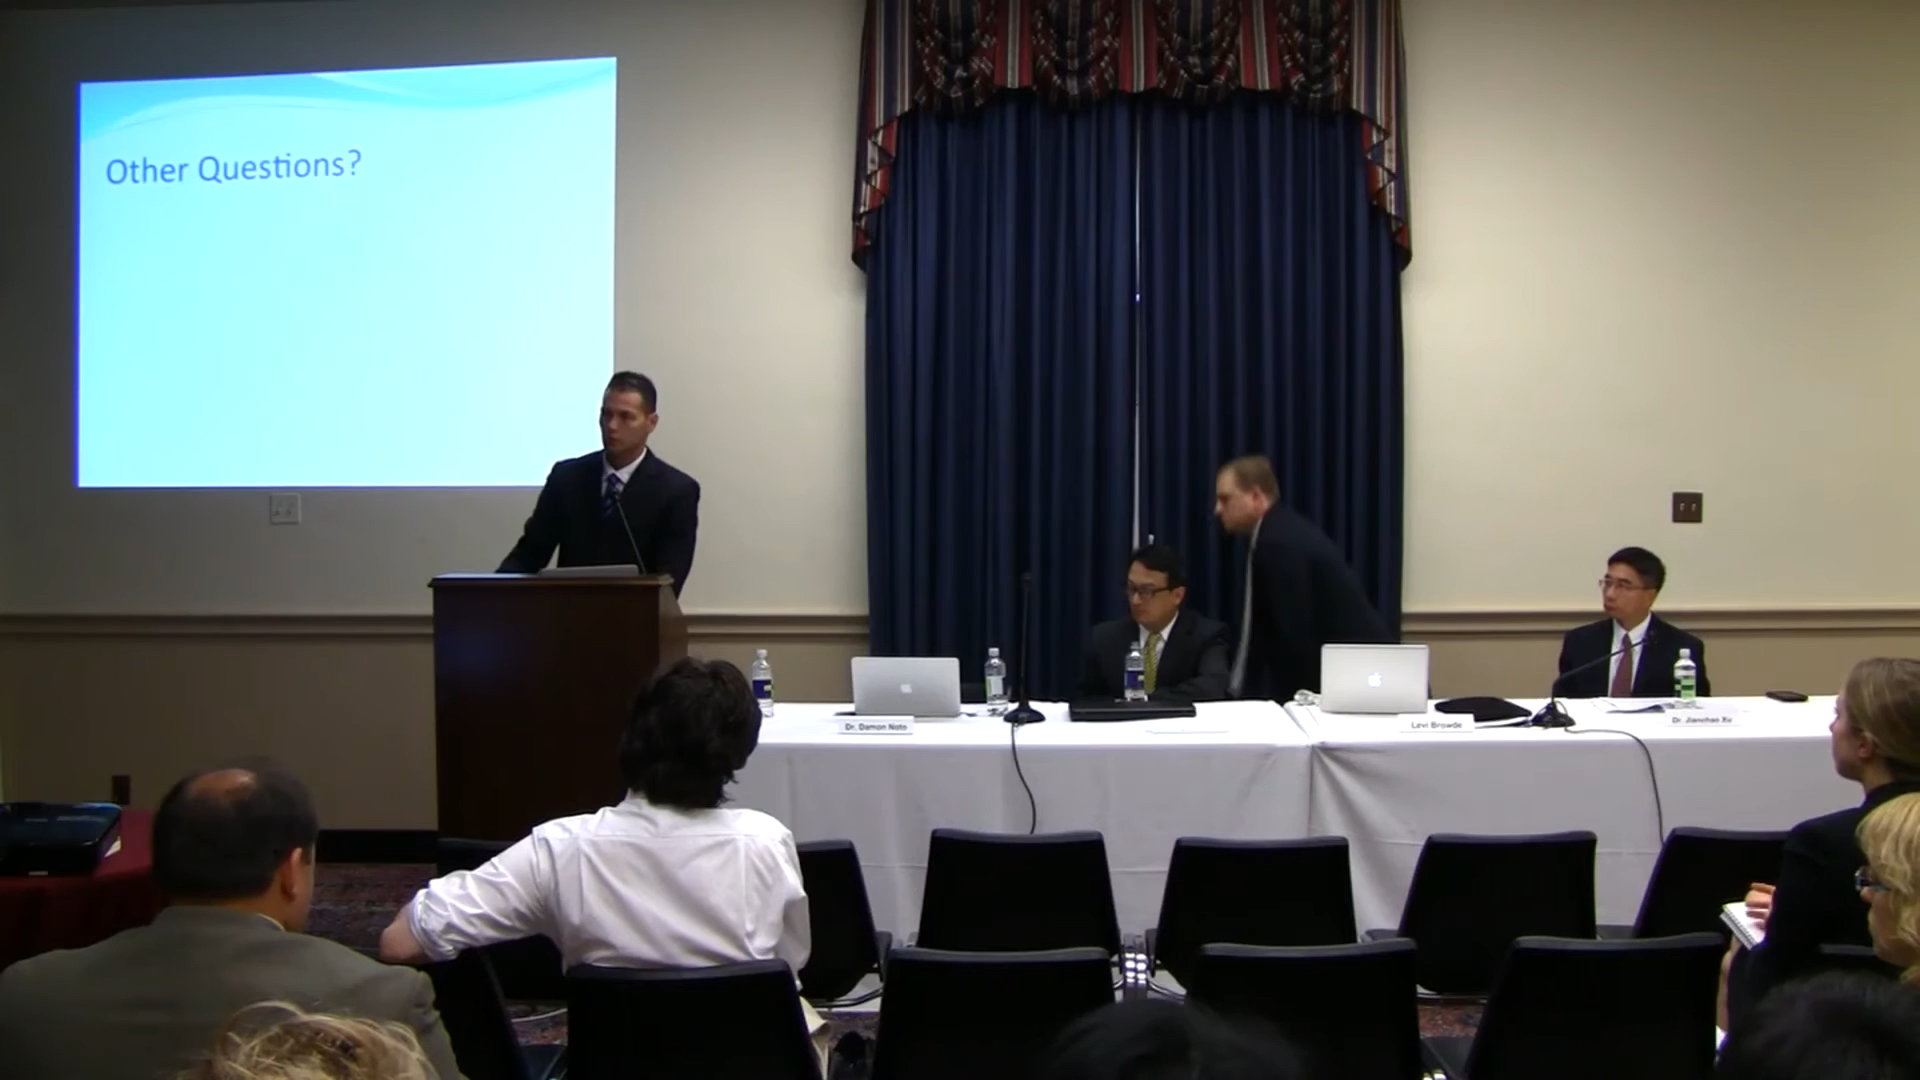 Other Questions?
Dr. Damon Noto
Levi Browde
Dr. Jianchao Xu